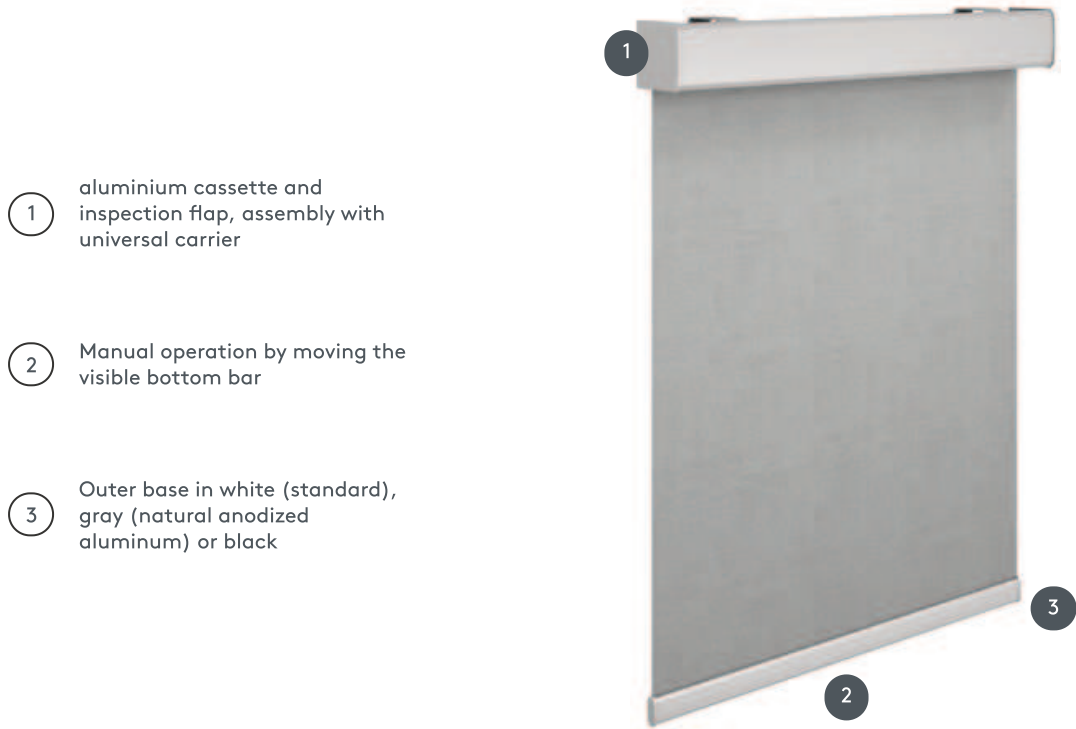 1
aluminium cassette and
inspection flap, assembly with
universal carrier
2
Manual operation by moving the
visible bottom bar
3
Outer base in white (standard),
gray (natural anodized
aluminum) or black
1
3
2